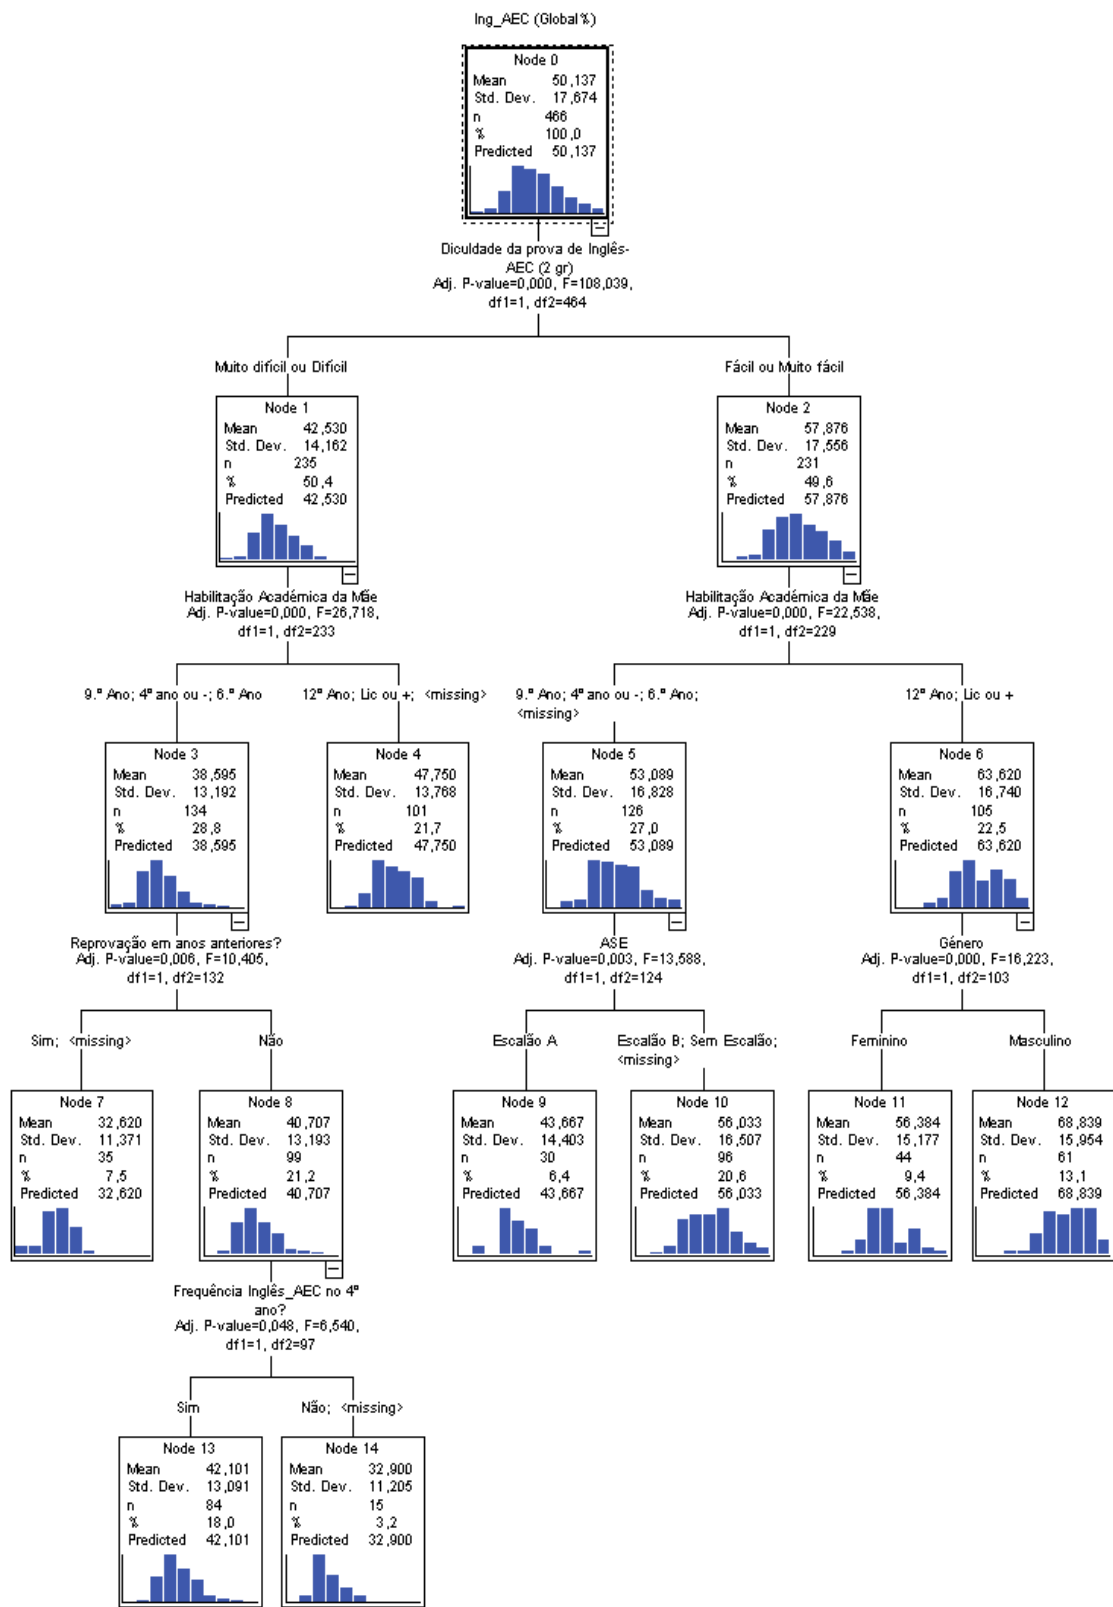 Ing_AEC (Global %)
Node 0
Mean 50,137
Std. Dev. 17,674
n 466
% 100,0
Predicted 50,137
Diculdade da prova de Inglês-
AEC (2 gr)
Adj. P-value=0,000, F=108,039,
df1=1, df2=464
Muito difícil ou Difícil
Fácil ou Muito fácil
Node 1
Mean 42,530
Std. Dev. 14,162
n 235
% 50,4
Predicted 42,530
Node 2
Mean 57,876
Std. Dev. 17,556
n 231
% 49,6
Predicted 57,876
Habilitação Académica da Mãe
Adj. P-value=0,000, F=26,718,
df1=1, df2=233
Habilitação Académica da Mãe
Adj. P-value=0,000, F=22,538,
df1=1, df2=229
9.º Ano; 4º ano ou -; 6.º Ano
12º Ano; Lic ou +; <missing>
9.º Ano; 4º ano ou -; 6.º Ano;
<missing>
12º Ano; Lic ou +
Node 3
Mean 38,595
Std. Dev. 13,192
n 134
% 28,8
Predicted 38,595
Node 4
Mean 47,750
Std. Dev. 13,768
n 101
% 21,7
Predicted 47,750
Node 5
Mean 53,089
Std. Dev. 16,828
n 126
% 27,0
Predicted 53,089
Node 6
Mean 63,620
Std. Dev. 16,740
n 105
% 22,5
Predicted 63,620
Reprovação em anos anteriores?
Adj. P-value=0,006, F=10,405,
df1=1, df2=132
ASE
Adj. P-value=0,003, F=13,588,
df1=1, df2=124
Género
Adj. P-value=0,000, F=16,223,
df1=1, df2=103
Sim; <missing>
Não
Escalão A
Escalão B; Sem Escalão;
<missing>
Feminino
Masculino
Node 7
Mean 32,620
Std. Dev. 11,371
n 35
% 7,5
Predicted 32,620
Node 8
Mean 40,707
Std. Dev. 13,193
n 99
% 21,2
Predicted 40,707
Node 9
Mean 43,667
Std. Dev. 14,403
n 30
% 6,4
Predicted 43,667
Node 10
Mean 56,033
Std. Dev. 16,507
n 96
% 20,6
Predicted 56,033
Node 11
Mean 56,384
Std. Dev. 15,177
n 44
% 9,4
Predicted 56,384
Node 12
Mean 68,839
Std. Dev. 15,954
n 61
% 13,1
Predicted 68,839
Frequência Inglês_AEC no 4º
ano?
Adj. P-value=0,048, F=6,540,
df1=1, df2=97
Sim
Não; <missing>
Node 13
Mean 42,101
Std. Dev. 13,091
n 84
% 18,0
Predicted 42,101
Node 14
Mean 32,900
Std. Dev. 11,205
n 15
% 3,2
Predicted 32,900